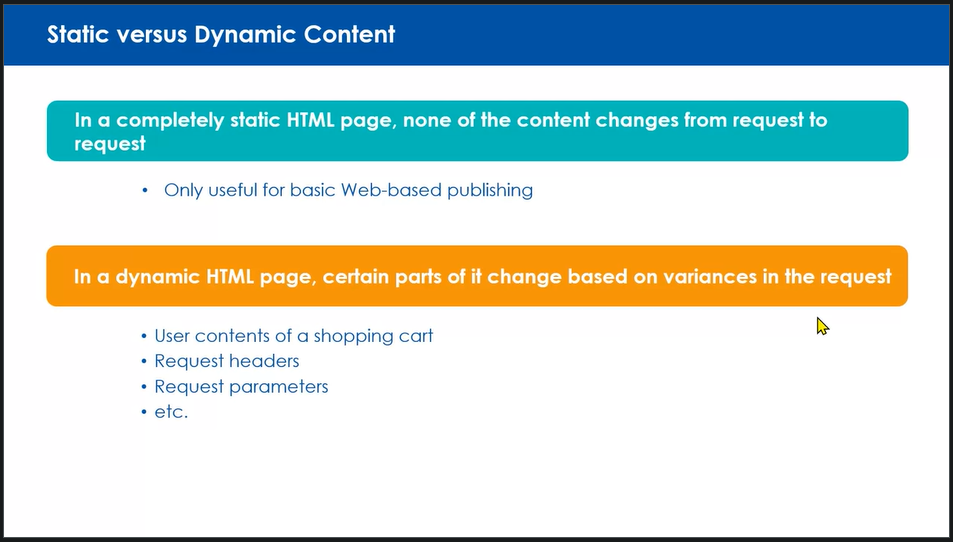 Static versus Dynamic Content
In a completely static HTML page, none of the content changes from request to
request
• Only useful for basic Web-based publishing
In a dynamic HTML page, certain parts of it change based on variances in the request
• User contents of a shopping cart
• Request headers
• Request parameters
• etc.